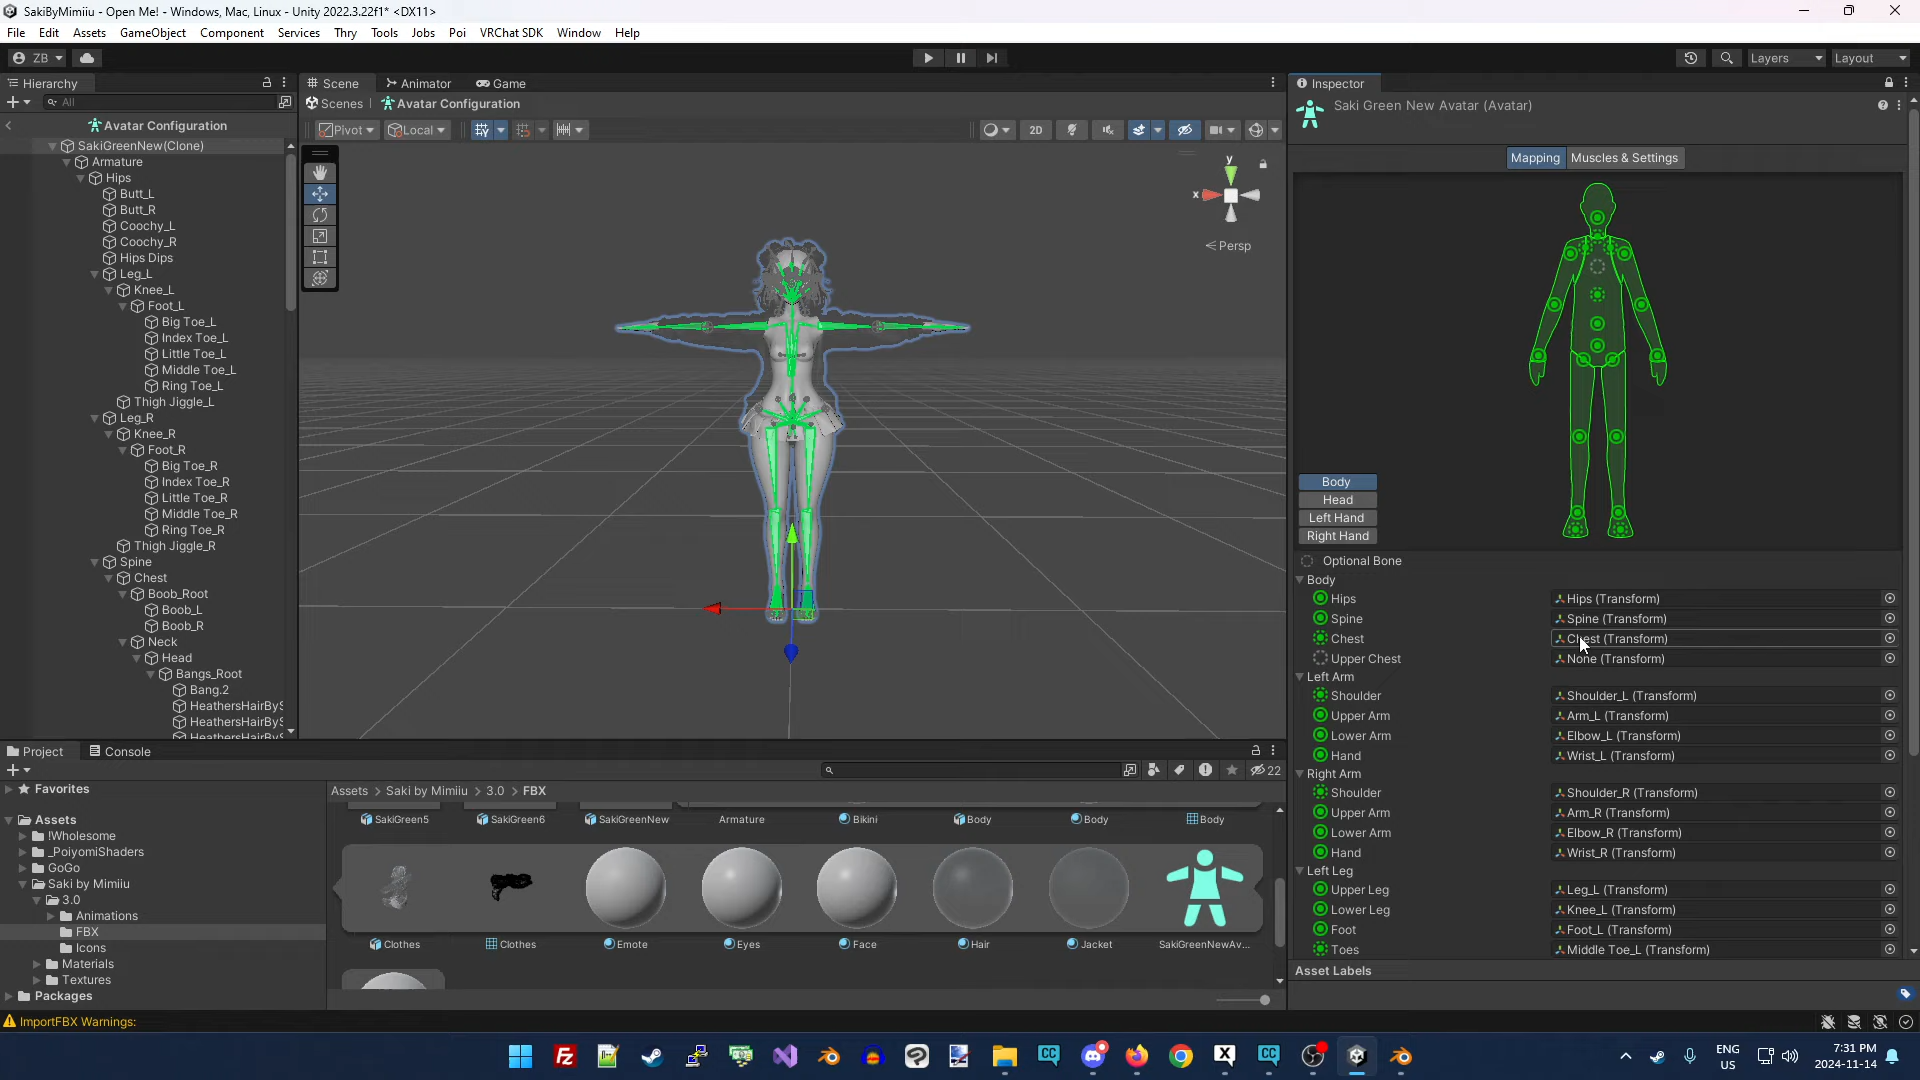 SakiByMimiiu - Open Me! - Windows, Mac, Linux - Unity 2022.3.22f1* <DX11>
File Edit Assets GameObject Component Services Thry Tools Jobs Poi VRChat SDK Window Help
ZB
Layers Layout
Hierarchy
All
Avatar Configuration
SakiGreenNew(Clone)
Armature
Hips
Butt_L
Butt_R
Coochy_L
Coochy_R
Hips Dips
Leg_L
Knee_L
Foot_L
Big Toe_L
Index Toe_L
Little Toe_L
Middle Toe_L
Ring Toe_L
Thigh Jiggle_L
Leg_R
Knee_R
Foot_R
Big Toe_R
Index Toe_R
Little Toe_R
Middle Toe_R
Ring Toe_R
Thigh Jiggle_R
Spine
Chest
Boob_Root
Boob_L
Boob_R
Neck
Head
Bangs_Root
Bang.2
HeathersHairByS
HeathersHairByS
HeathersHairByS
Scene Animator Game
Scenes Avatar Configuration
Pivot Local
2D
y
x
Persp
Inspector
Saki Green New Avatar (Avatar)
Mapping Muscles & Settings
Body
Head
Left Hand
Right Hand
Optional Bone
Body
Hips Hips (Transform)
Spine Spine (Transform)
Chest Chest (Transform)
Upper Chest None (Transform)
Left Arm
Shoulder Shoulder_L (Transform)
Upper Arm Arm_L (Transform)
Lower Arm Elbow_L (Transform)
Hand Wrist_L (Transform)
Right Arm
Shoulder Shoulder_R (Transform)
Upper Arm Arm_R (Transform)
Lower Arm Elbow_R (Transform)
Hand Wrist_R (Transform)
Left Leg
Upper Leg Leg_L (Transform)
Lower Leg Knee_L (Transform)
Foot Foot_L (Transform)
Toes Middle Toe_L (Transform)
Asset Labels
Project Console
22
Favorites
Assets
!Wholesome
_PoiyomiShaders
GoGo
Saki by Mimiiu
3.0
Animations
FBX
Icons
Materials
Textures
Packages
Assets > Saki by Mimiiu > 3.0 > FBX
SakiGreen5 SakiGreen6 SakiGreenNew Armature Bikini Body Body Body
Clothes Clothes Emote Eyes Face Hair Jacket SakiGreenNewAv...
ImportFBX Warnings:
ENG
US
7:31 PM
2024-11-14